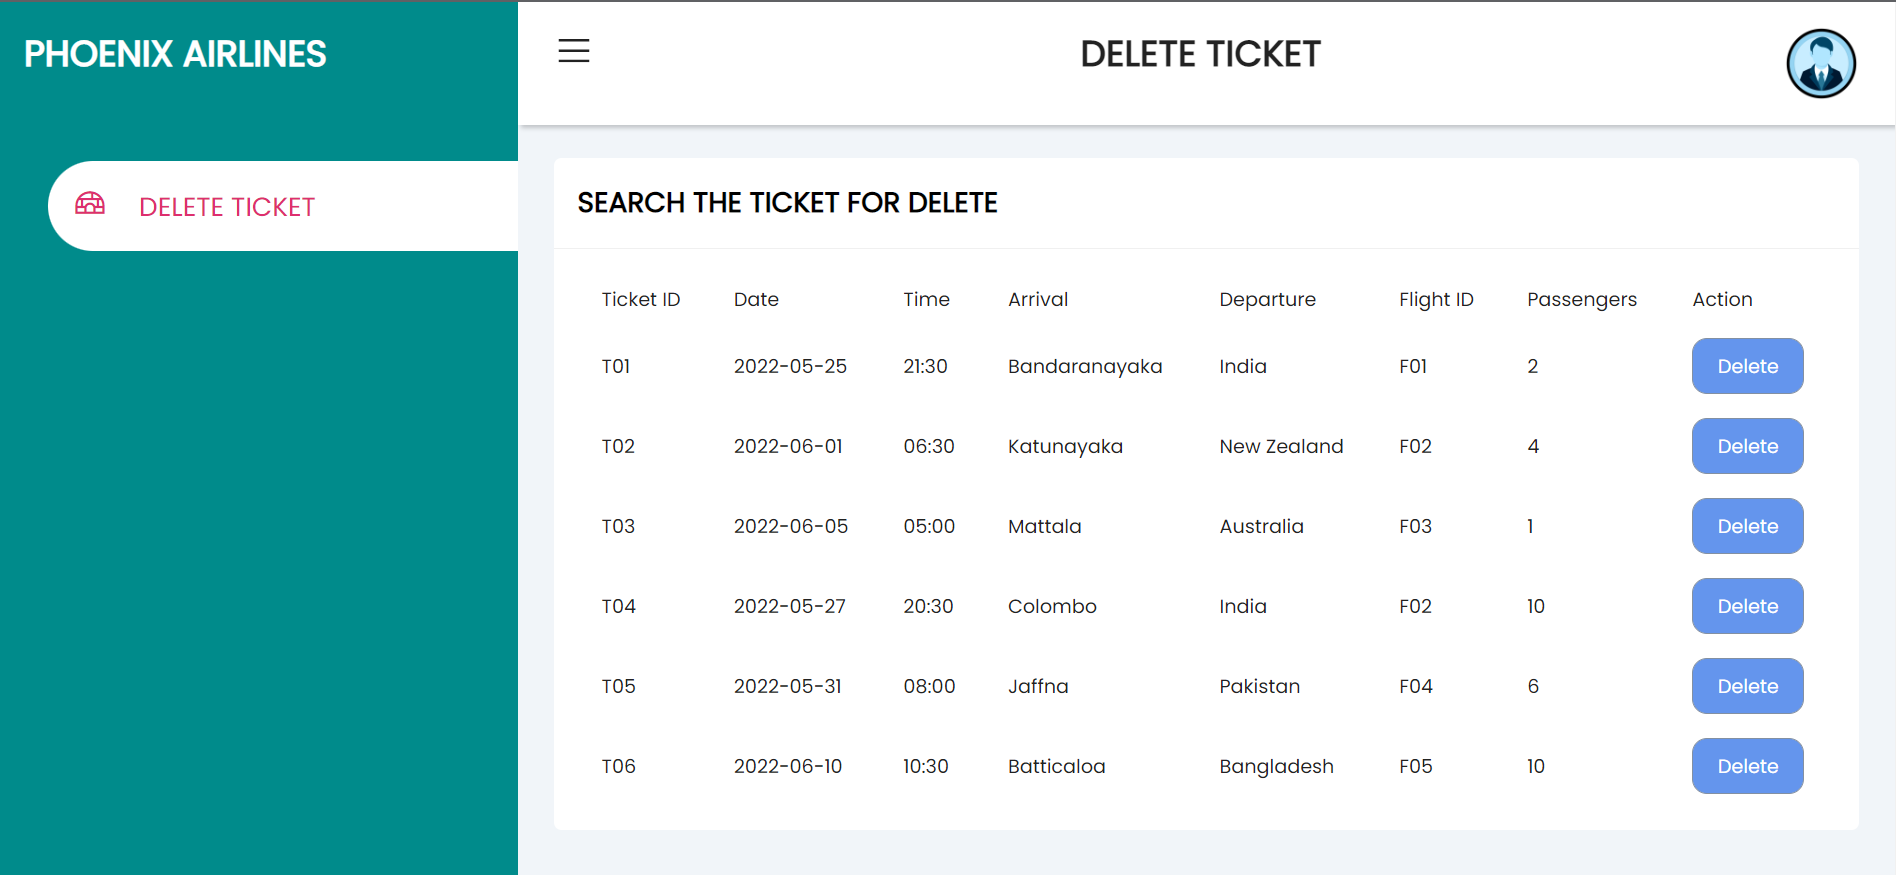 PHOENIX AIRLINES
DELETE TICKET
DELETE TICKET
SEARCH THE TICKET FOR DELETE
Ticket ID Date Time Arrival Departure Flight ID Passengers Action
T01 2022-05-25 21:30 Bandaranayaka India F01 2 Delete
T02 2022-06-01 06:30 Katunayaka New Zealand F02 4 Delete
T03 2022-06-05 05:00 Mattala Australia F03 1 Delete
T04 2022-05-27 20:30 Colombo India F02 10 Delete
T05 2022-05-31 08:00 Jaffna Pakistan F04 6 Delete
T06 2022-06-10 10:30 Batticaloa Bangladesh F05 10 Delete